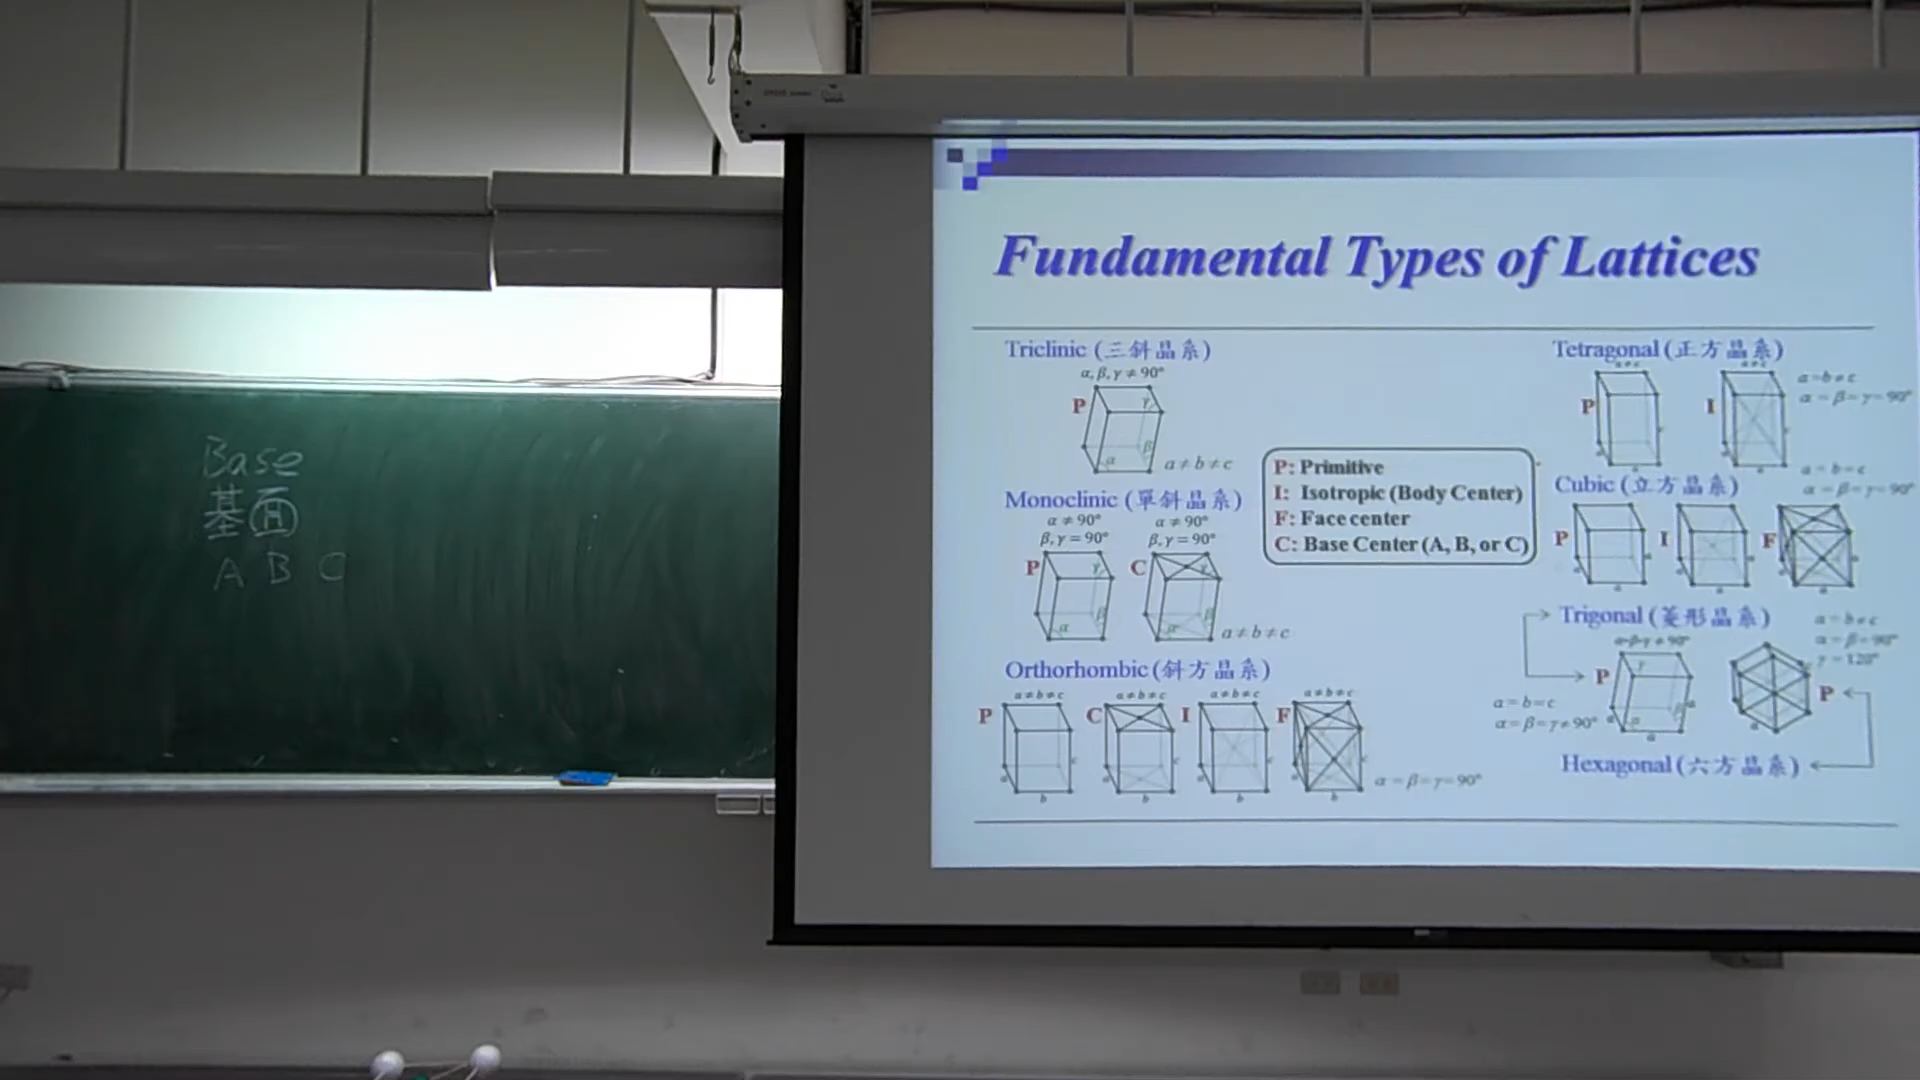 Base
基面
A B C
Fundamental Types of Lattices
Triclinic (三斜晶系)
α, β, γ ≠ 90°
P
γ
β
α
a ≠ b ≠ c
Monoclinic (單斜晶系)
α ≠ 90°
β, γ = 90°
P
γ
β
α
α ≠ 90°
β, γ = 90°
C
γ
β
α
a ≠ b ≠ c
Orthorhombic (斜方晶系)
a ≠ b ≠ c
P
b
a ≠ b ≠ c
C
b
a ≠ b ≠ c
I
b
a ≠ b ≠ c
F
b
α = β = γ = 90°
P: Primitive
I: Isotropic (Body Center)
F: Face center
C: Base Center (A, B, or C)
Tetragonal (正方晶系)
P
I
a = b ≠ c
α = β = γ = 90°
Cubic (立方晶系)
a = b = c
α = β = γ = 90°
P
I
F
Trigonal (菱形晶系)
α=β=γ ≠ 90°
P
a = b = c
α = β = γ ≠ 90°
a = b ≠ c
α = β = 90°
γ = 120°
P
Hexagonal (六方晶系)